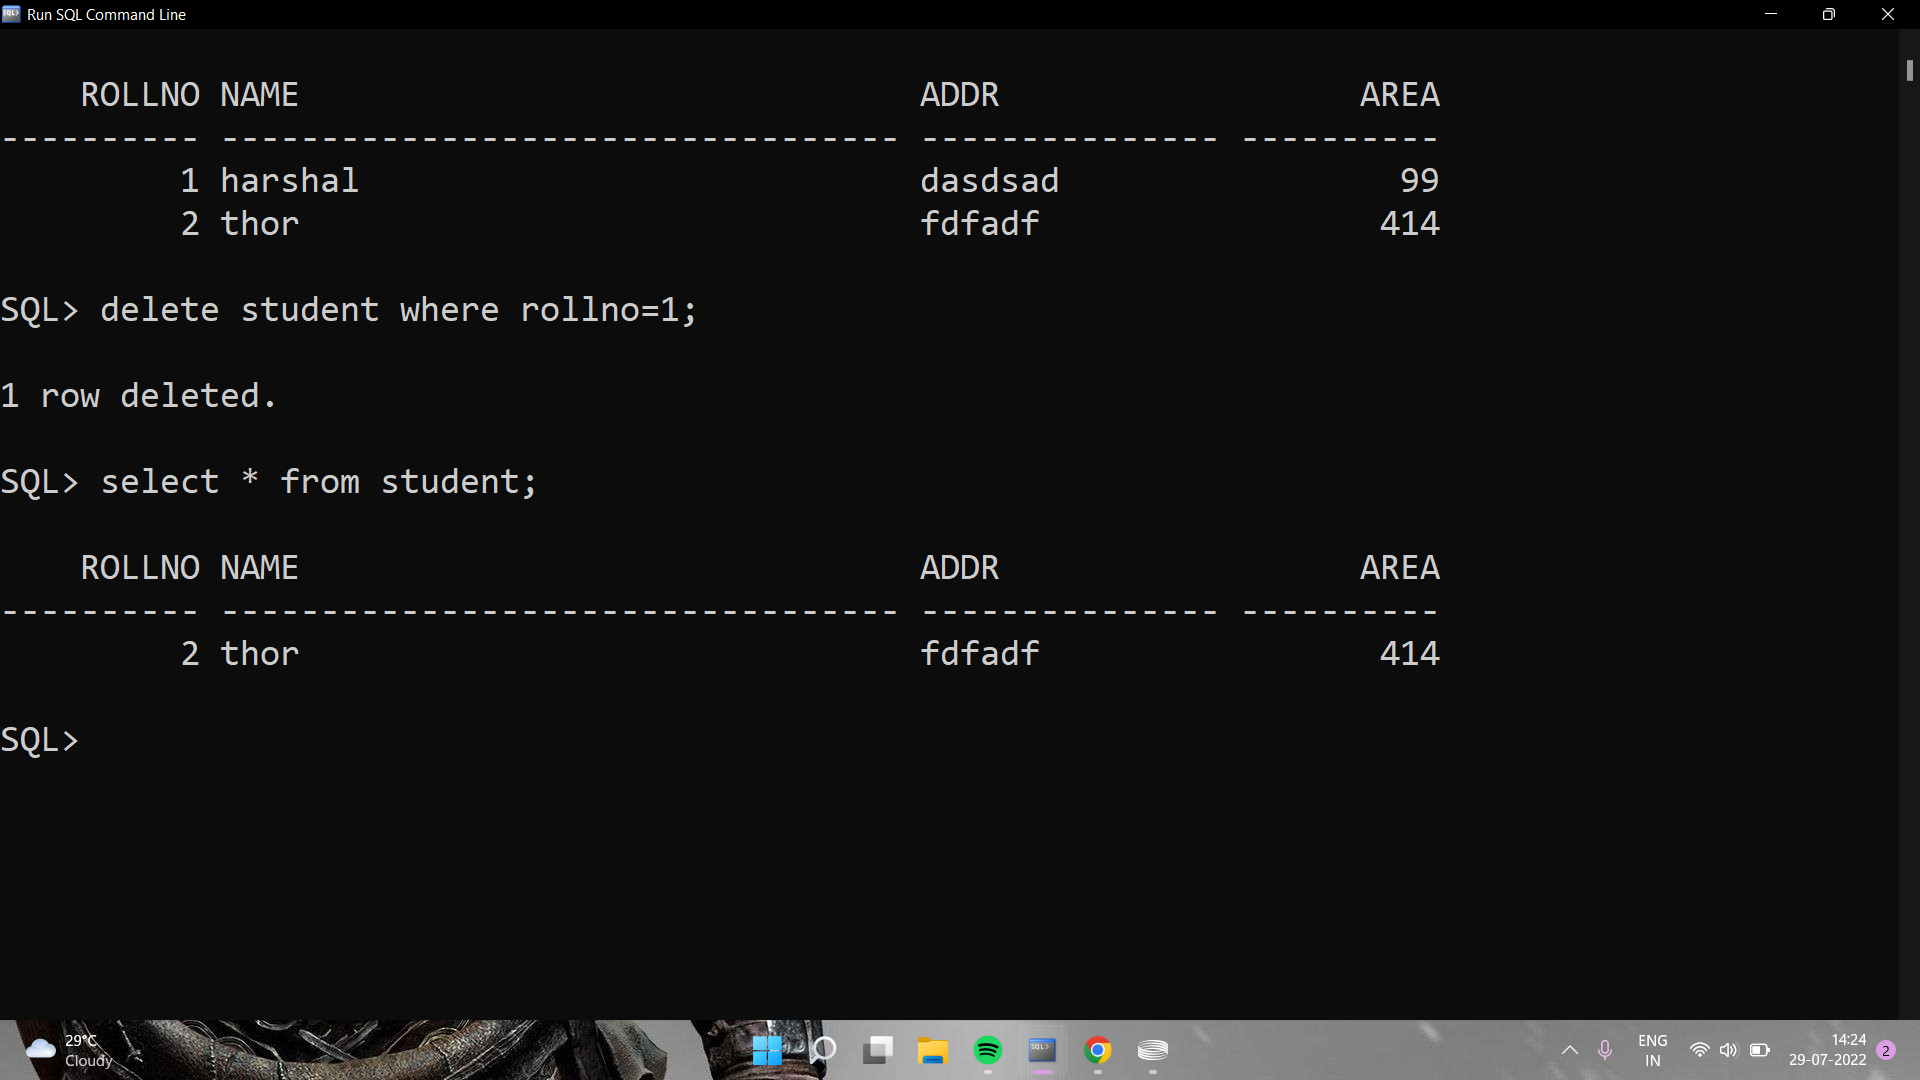 Run SQL Command Line
ROLLNO NAME ADDR AREA
---------- ---------------------------------- --------------- ----------
1 harshal dasdsad 99
2 thor fdfadf 414
SQL> delete student where rollno=1;
1 row deleted.
SQL> select * from student;
ROLLNO NAME ADDR AREA
---------- ---------------------------------- --------------- ----------
2 thor fdfadf 414
SQL>
29°C
Cloudy
ENG
IN
14:24
29-07-2022
2